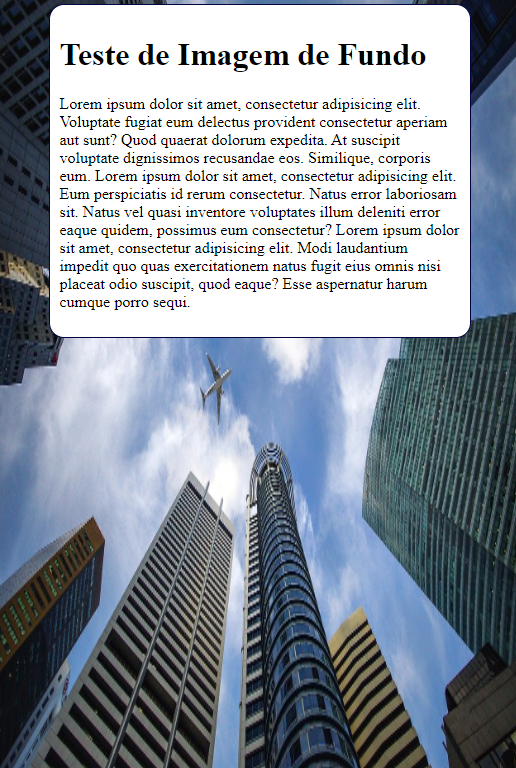 Teste de Imagem de Fundo
Lorem ipsum dolor sit amet, consectetur adipisicing elit.
Voluptate fugiat eum delectus provident consectetur aperiam
aut sunt? Quod quaerat dolorum expedita. At suscipit
voluptate dignissimos recusandae eos. Similique, corporis
eum. Lorem ipsum dolor sit amet, consectetur adipisicing elit.
Eum perspiciatis id rerum consectetur. Natus error laboriosam
sit. Natus vel quasi inventore voluptates illum deleniti error
eaque quidem, possimus eum consectetur? Lorem ipsum dolor
sit amet, consectetur adipisicing elit. Modi laudantium
impedit quo quas exercitationem natus fugit eius omnis nisi
placeat odio suscipit, quod eaque? Esse aspernatur harum
cumque porro sequi.